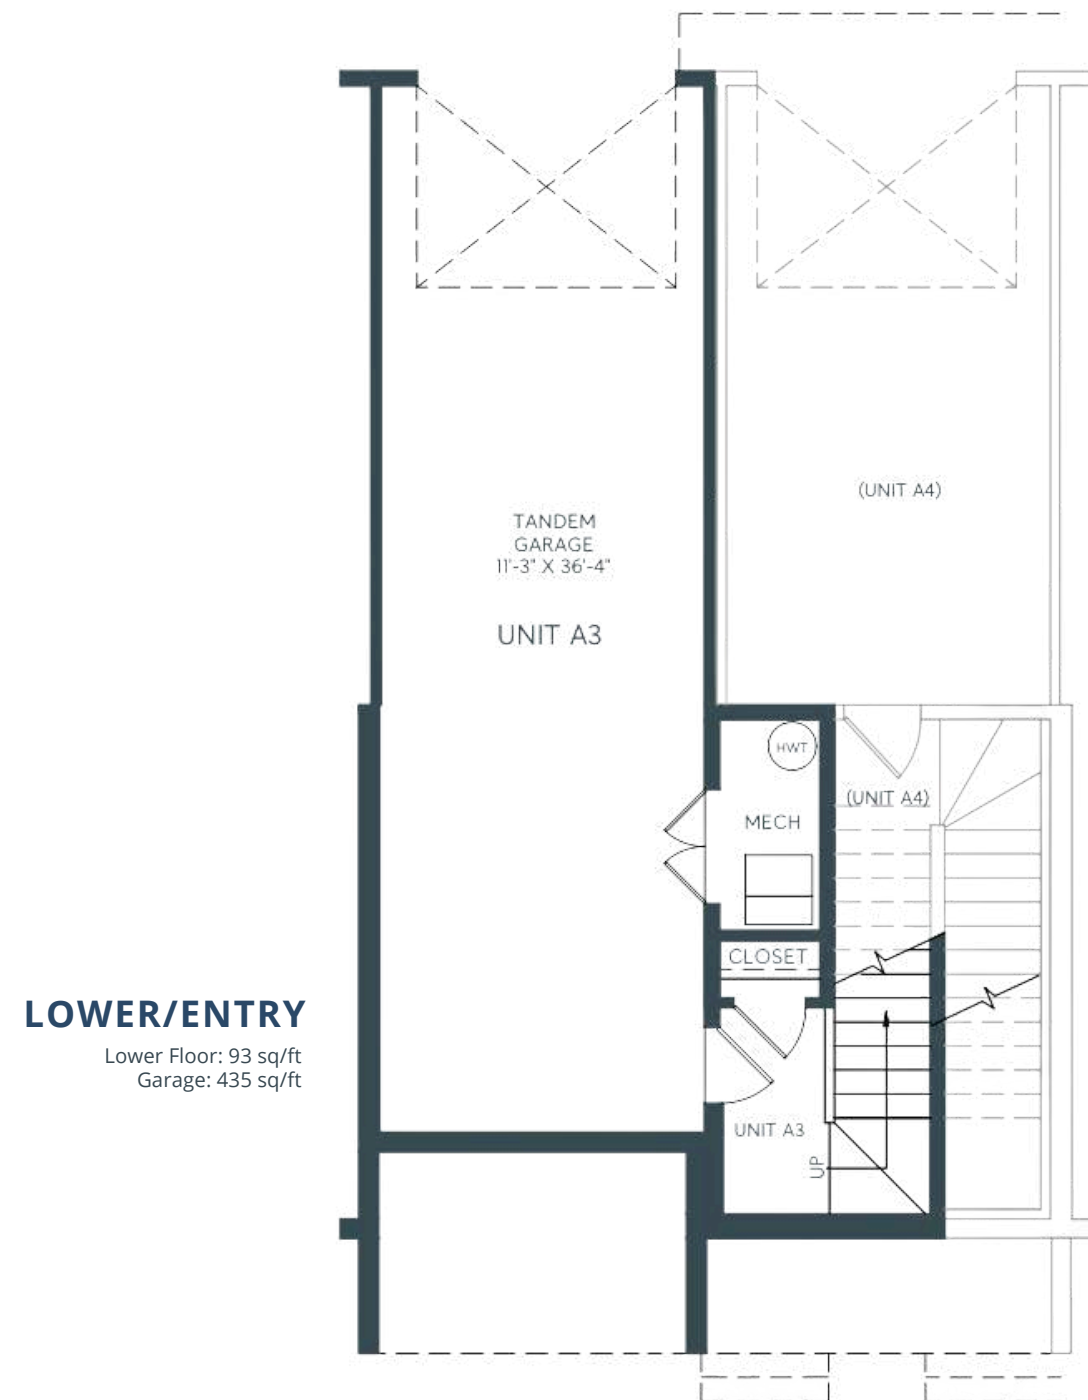 (UNIT A4)
TANDEM
GARAGE
11'-3" X 36'-4"
UNIT A3
HWT
(UNIT A4)
MECH
CLOSET
LOWER/ENTRY
Lower Floor: 93 sq/ft
Garage: 435 sq/ft
UNIT A3
UP